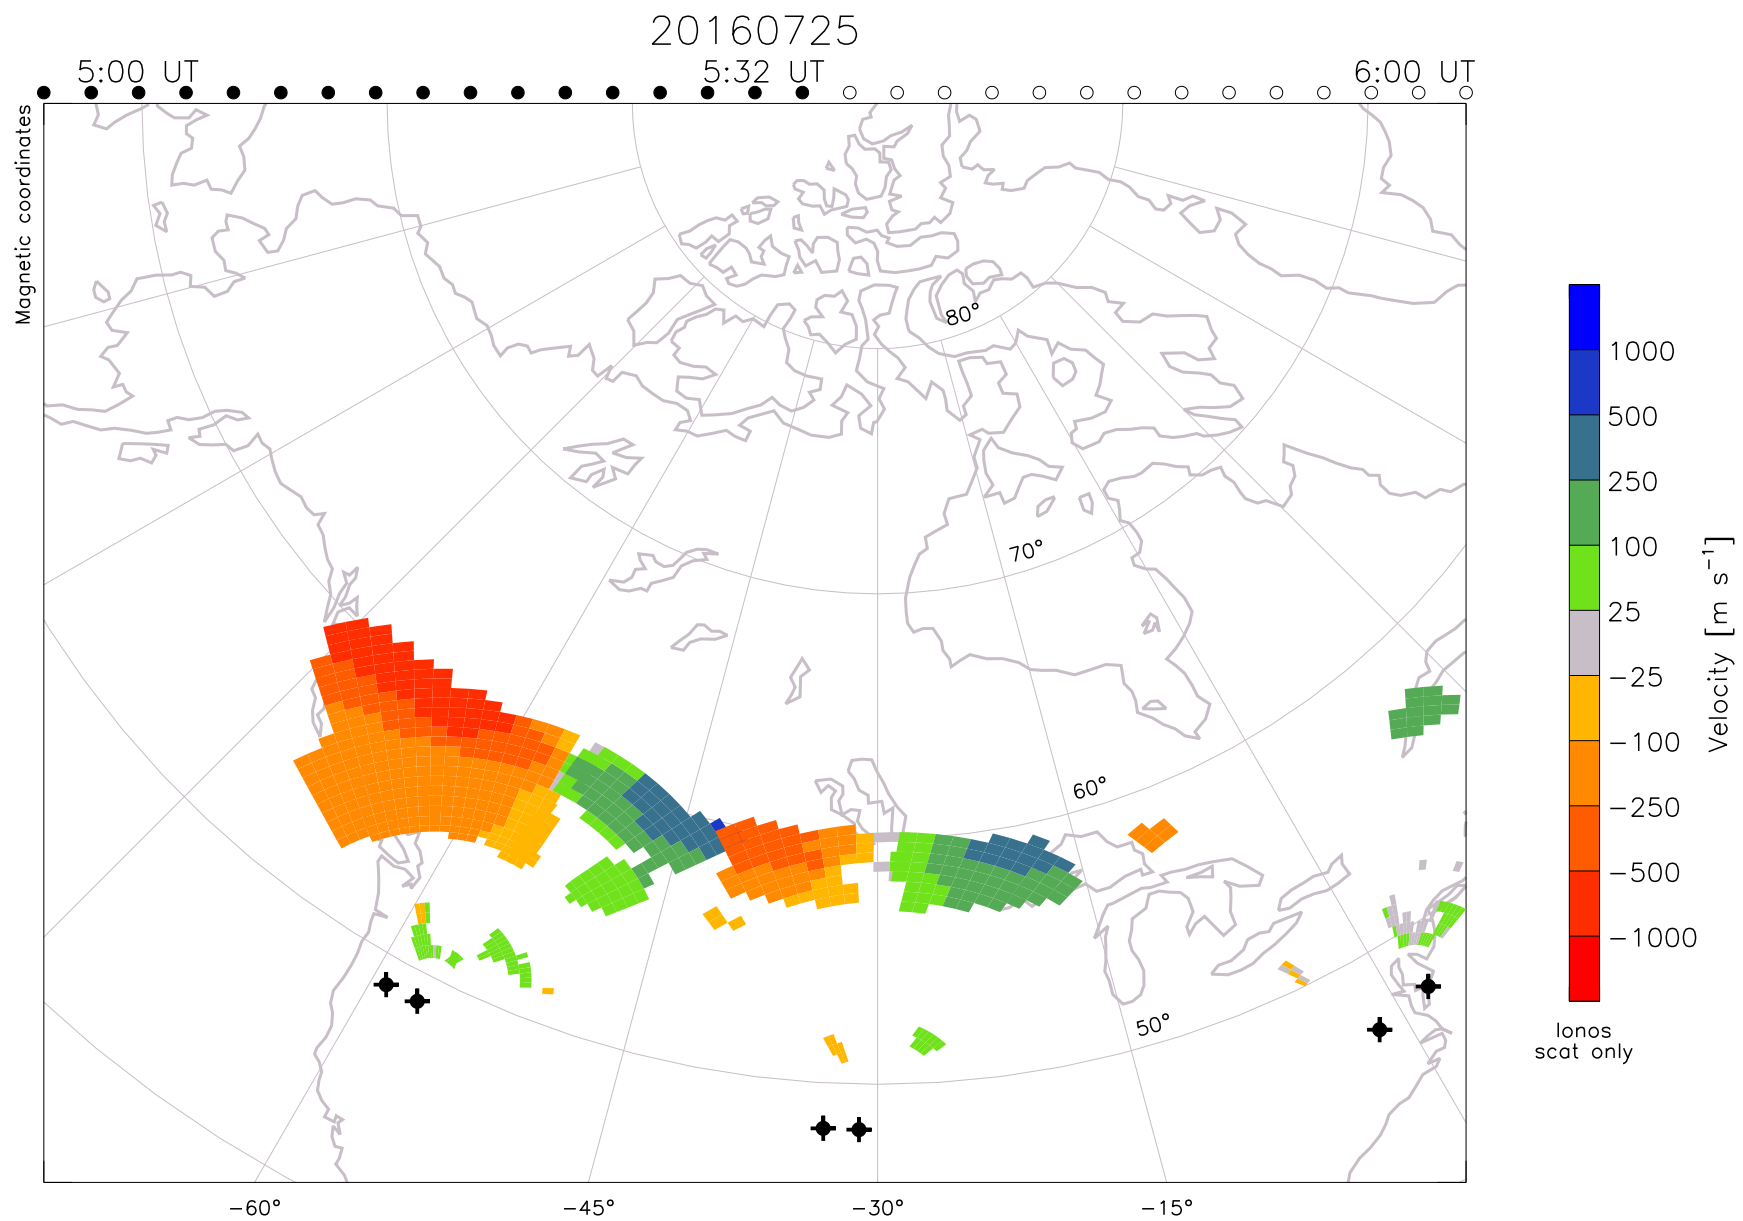 20160725
5:00 UT
5:32 UT
6:00 UT
Magnetic coordinates
80°
70°
60°
50°
1000
500
250
100
25
−25
−100
−250
−500
−1000
Velocity [m s⁻¹]
Ionos
scat only
−60°
−45°
−30°
−15°